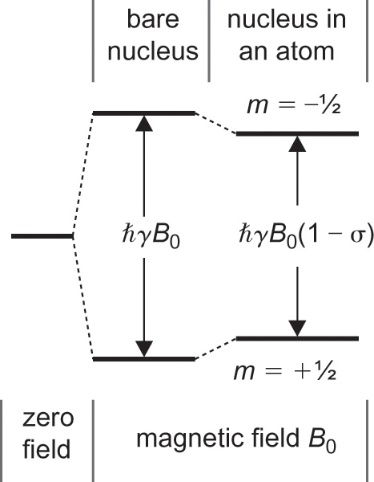 bare
nucleus
nucleus in
an atom
m = –½
ℏγB₀
ℏγB₀(1 − σ)
m = +½
zero
field
magnetic field B₀